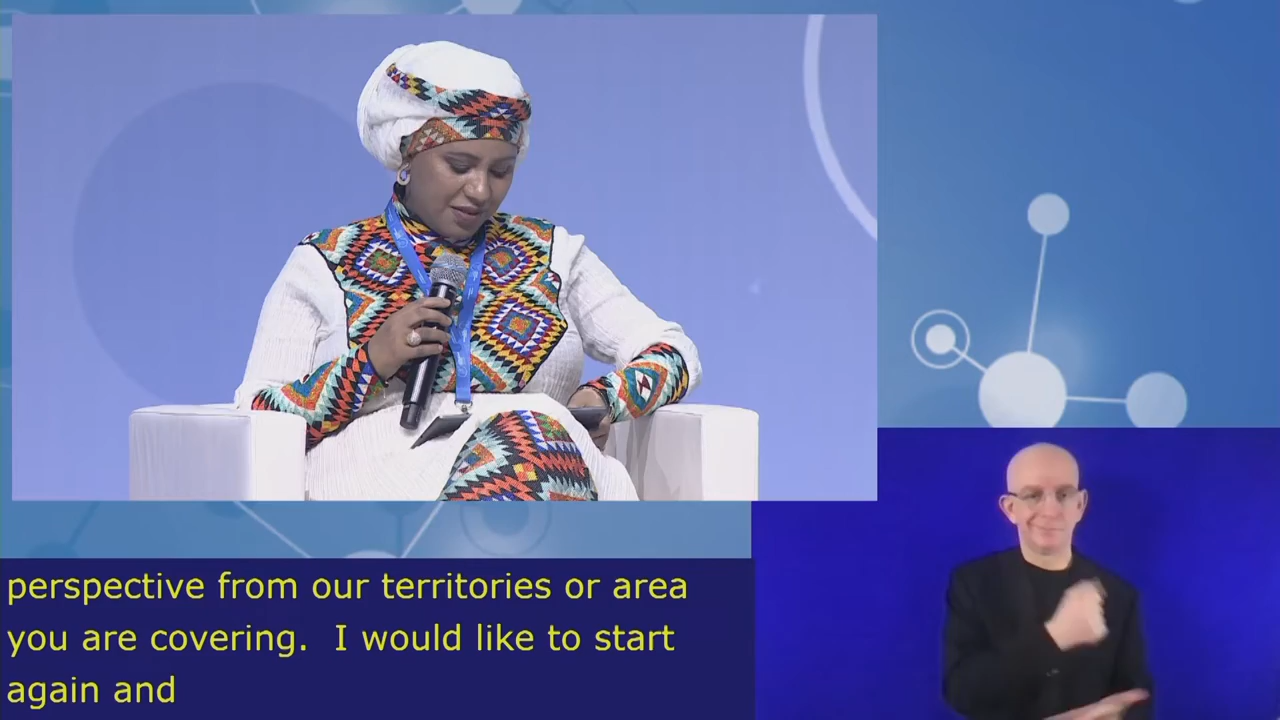 perspective from our territories or area
you are covering.  I would like to start
again and